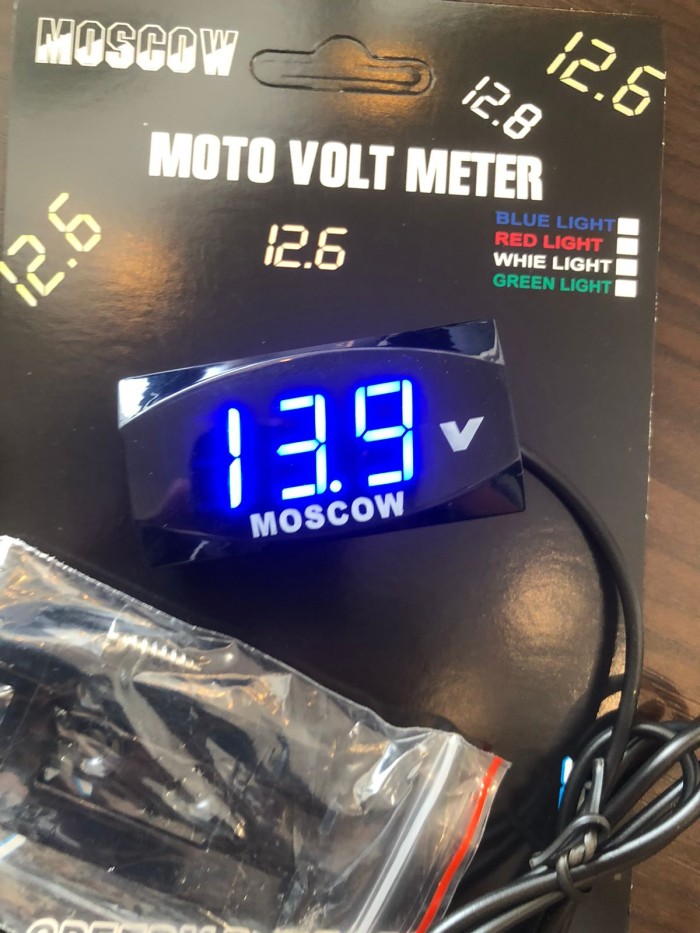 MOSCOW
12.6
12.8
MOTO VOLT METER
12.6
12.6
BLUE LIGHT
RED LIGHT
WHIE LIGHT
GREEN LIGHT
13.9 V
MOSCOW